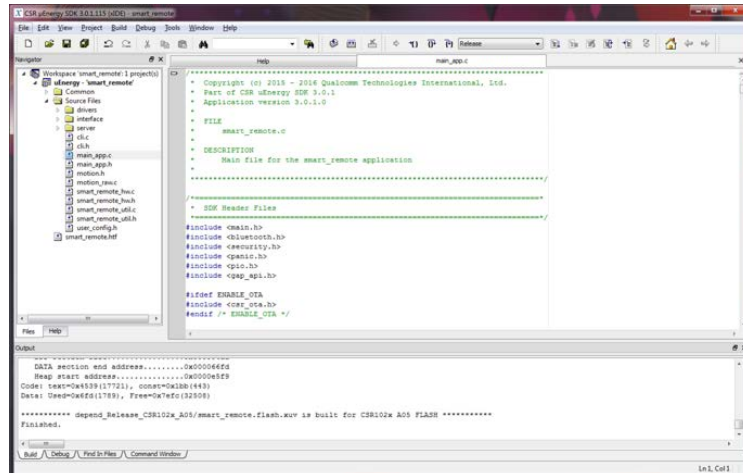 CSR µEnergy SDK 3.0.1.115 (xIDE) - smart_remote
File Edit View Project Build Debug Tools Window Help
Release
Navigator
Workspace 'smart_remote': 1 project(s)
uEnergy - 'smart_remote'
Common
Source Files
drivers
interface
server
cli.c
cli.h
main_app.c
main_app.h
motion.h
motion_raw.c
smart_remote_hw.c
smart_remote_hw.h
smart_remote_util.c
smart_remote_util.h
user_config.h
smart_remote.htf
Files Help
Help main_app.c
* Copyright (c) 2015 - 2016 Qualcomm Technologies International, Ltd.
* Part of CSR uEnergy SDK 3.0.1
* Application version 3.0.1.0
*
* FILE
* smart_remote.c
*
* DESCRIPTION
* Main file for the smart_remote application
*
* SDK Header Files
#include <main.h>
#include <bluetooth.h>
#include <security.h>
#include <panic.h>
#include <pio.h>
#include <gap_api.h>
#ifdef ENABLE_OTA
#include <csr_ota.h>
#endif /* ENABLE_OTA */
Output
DATA section end address.........0x000066fd
Heap start address...............0x0000e5f9
Code: text=0x4539(17721), const=0x1bb(443)
Data: Used=0x6fd(1789), Free=0x7efc(32508)
*********** depend_Release_CSR102x_A05/smart_remote.flash.xuv is built for CSR102x A05 FLASH ***********
Finished.
Build Debug Find In Files Command Window
Ln 1, Col 1